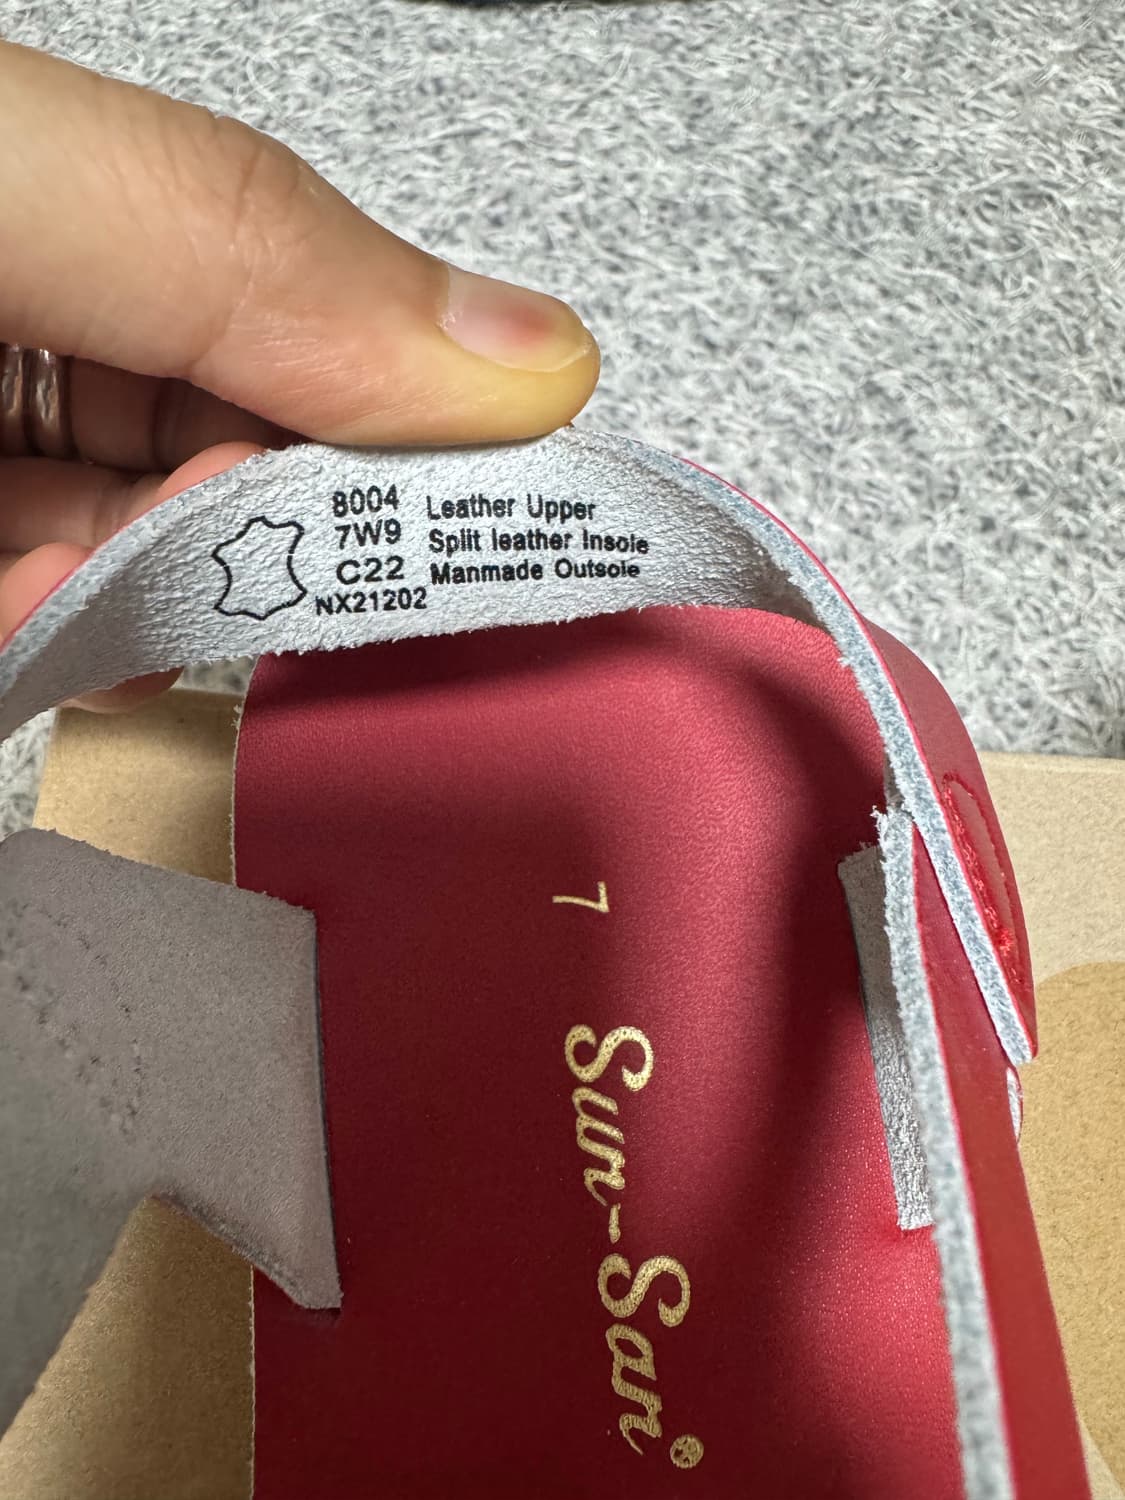 8004 Leather Upper
7W9 Split leather Insole
C22 Manmade Outsole
NX21202
7
Sun-San®